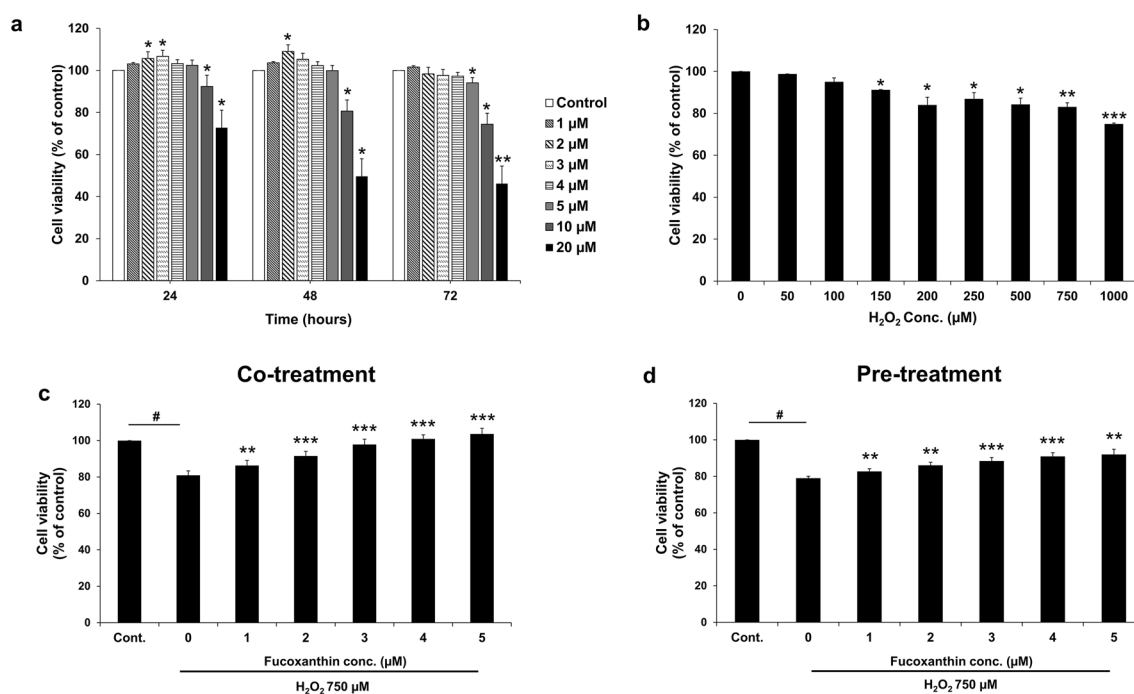 a
Cell viability (% of control)
120
100
80
60
40
20
0
* * * *
* * *
* * **
24 48 72
Time (hours)
Control
1 µM
2 µM
3 µM
4 µM
5 µM
10 µM
20 µM
b
Cell viability (% of control)
120
100
80
60
40
20
0
* * * * ** ***
0 50 100 150 200 250 500 750 1000
H₂O₂ Conc. (µM)
c
Co-treatment
Cell viability
(% of control)
120
100
80
60
40
20
0
#
** *** *** *** ***
Cont. 0 1 2 3 4 5
Fucoxanthin conc. (µM)
H₂O₂ 750 µM
d
Pre-treatment
Cell viability
(% of control)
120
100
80
60
40
20
0
#
** ** *** *** **
Cont. 0 1 2 3 4 5
Fucoxanthin conc. (µM)
H₂O₂ 750 µM